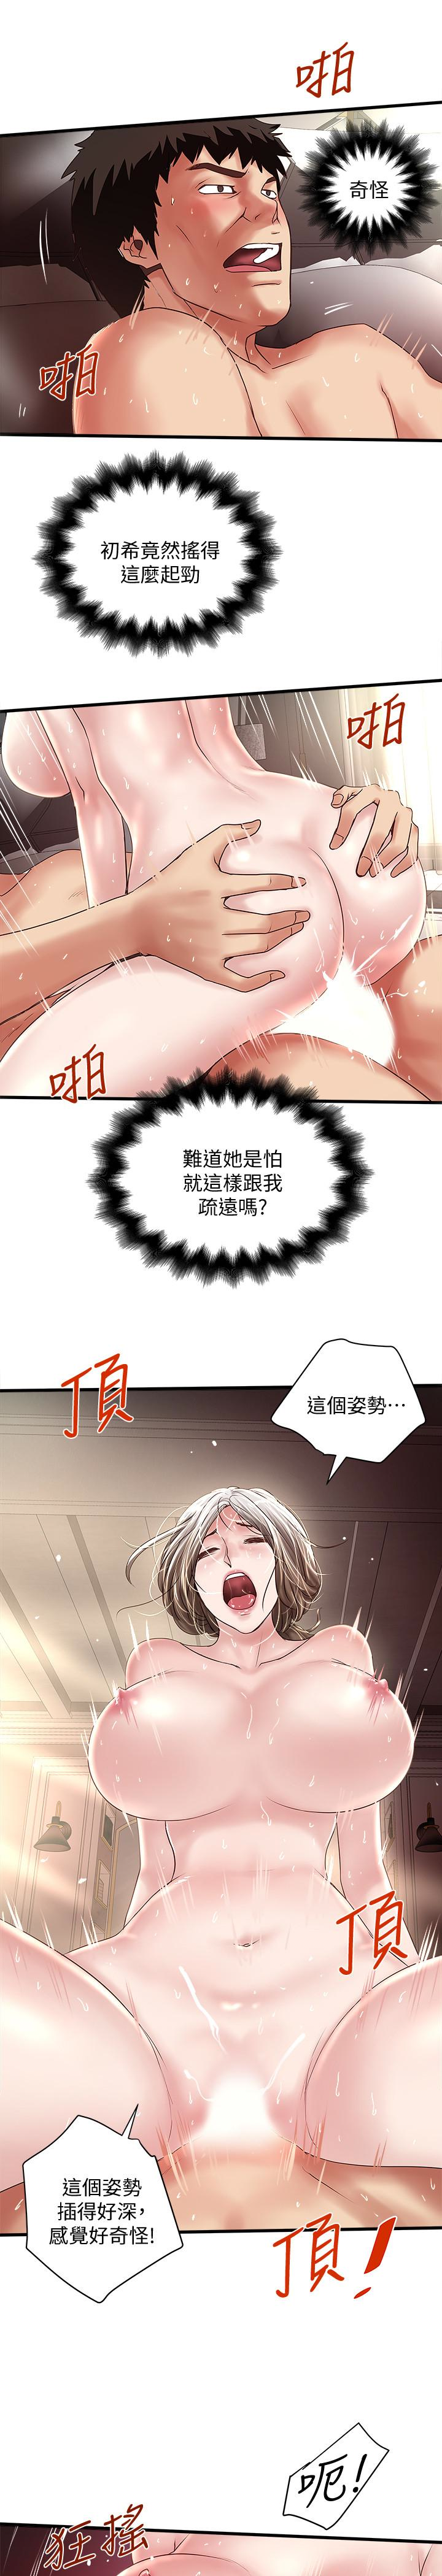 啪
奇怪
啪
初希竟然搖得
這麼起勁
啪
啪
難道她是怕
就這樣跟我
疏遠嗎?
頂
這個姿勢…
頂
這個姿勢
插得好深，
感覺好奇怪!
頂!
呃!
狂搖